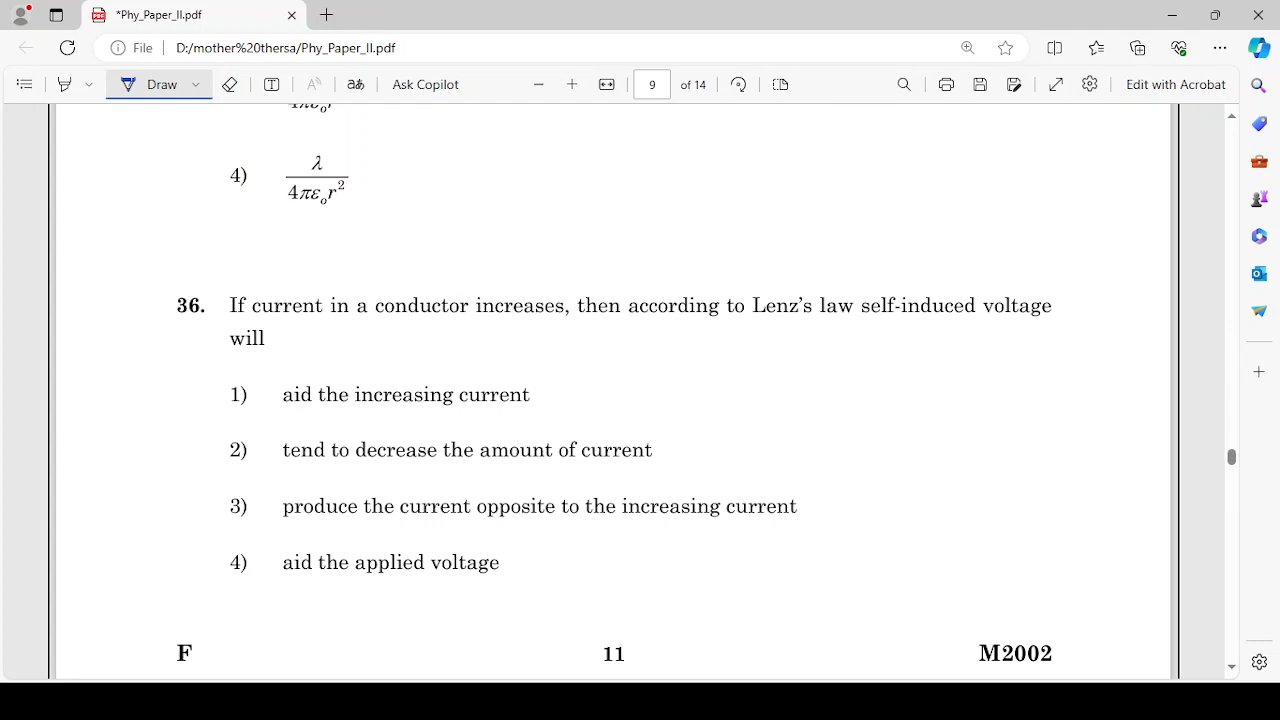 *Phy_Paper_II.pdf
File D:/mother%20thersa/Phy_Paper_II.pdf
Draw Ask Copilot 9 of 14 Edit with Acrobat
4) λ / 4πε₀r²
36. If current in a conductor increases, then according to Lenz's law self-induced voltage
will
1) aid the increasing current
2) tend to decrease the amount of current
3) produce the current opposite to the increasing current
4) aid the applied voltage
F 11 M2002